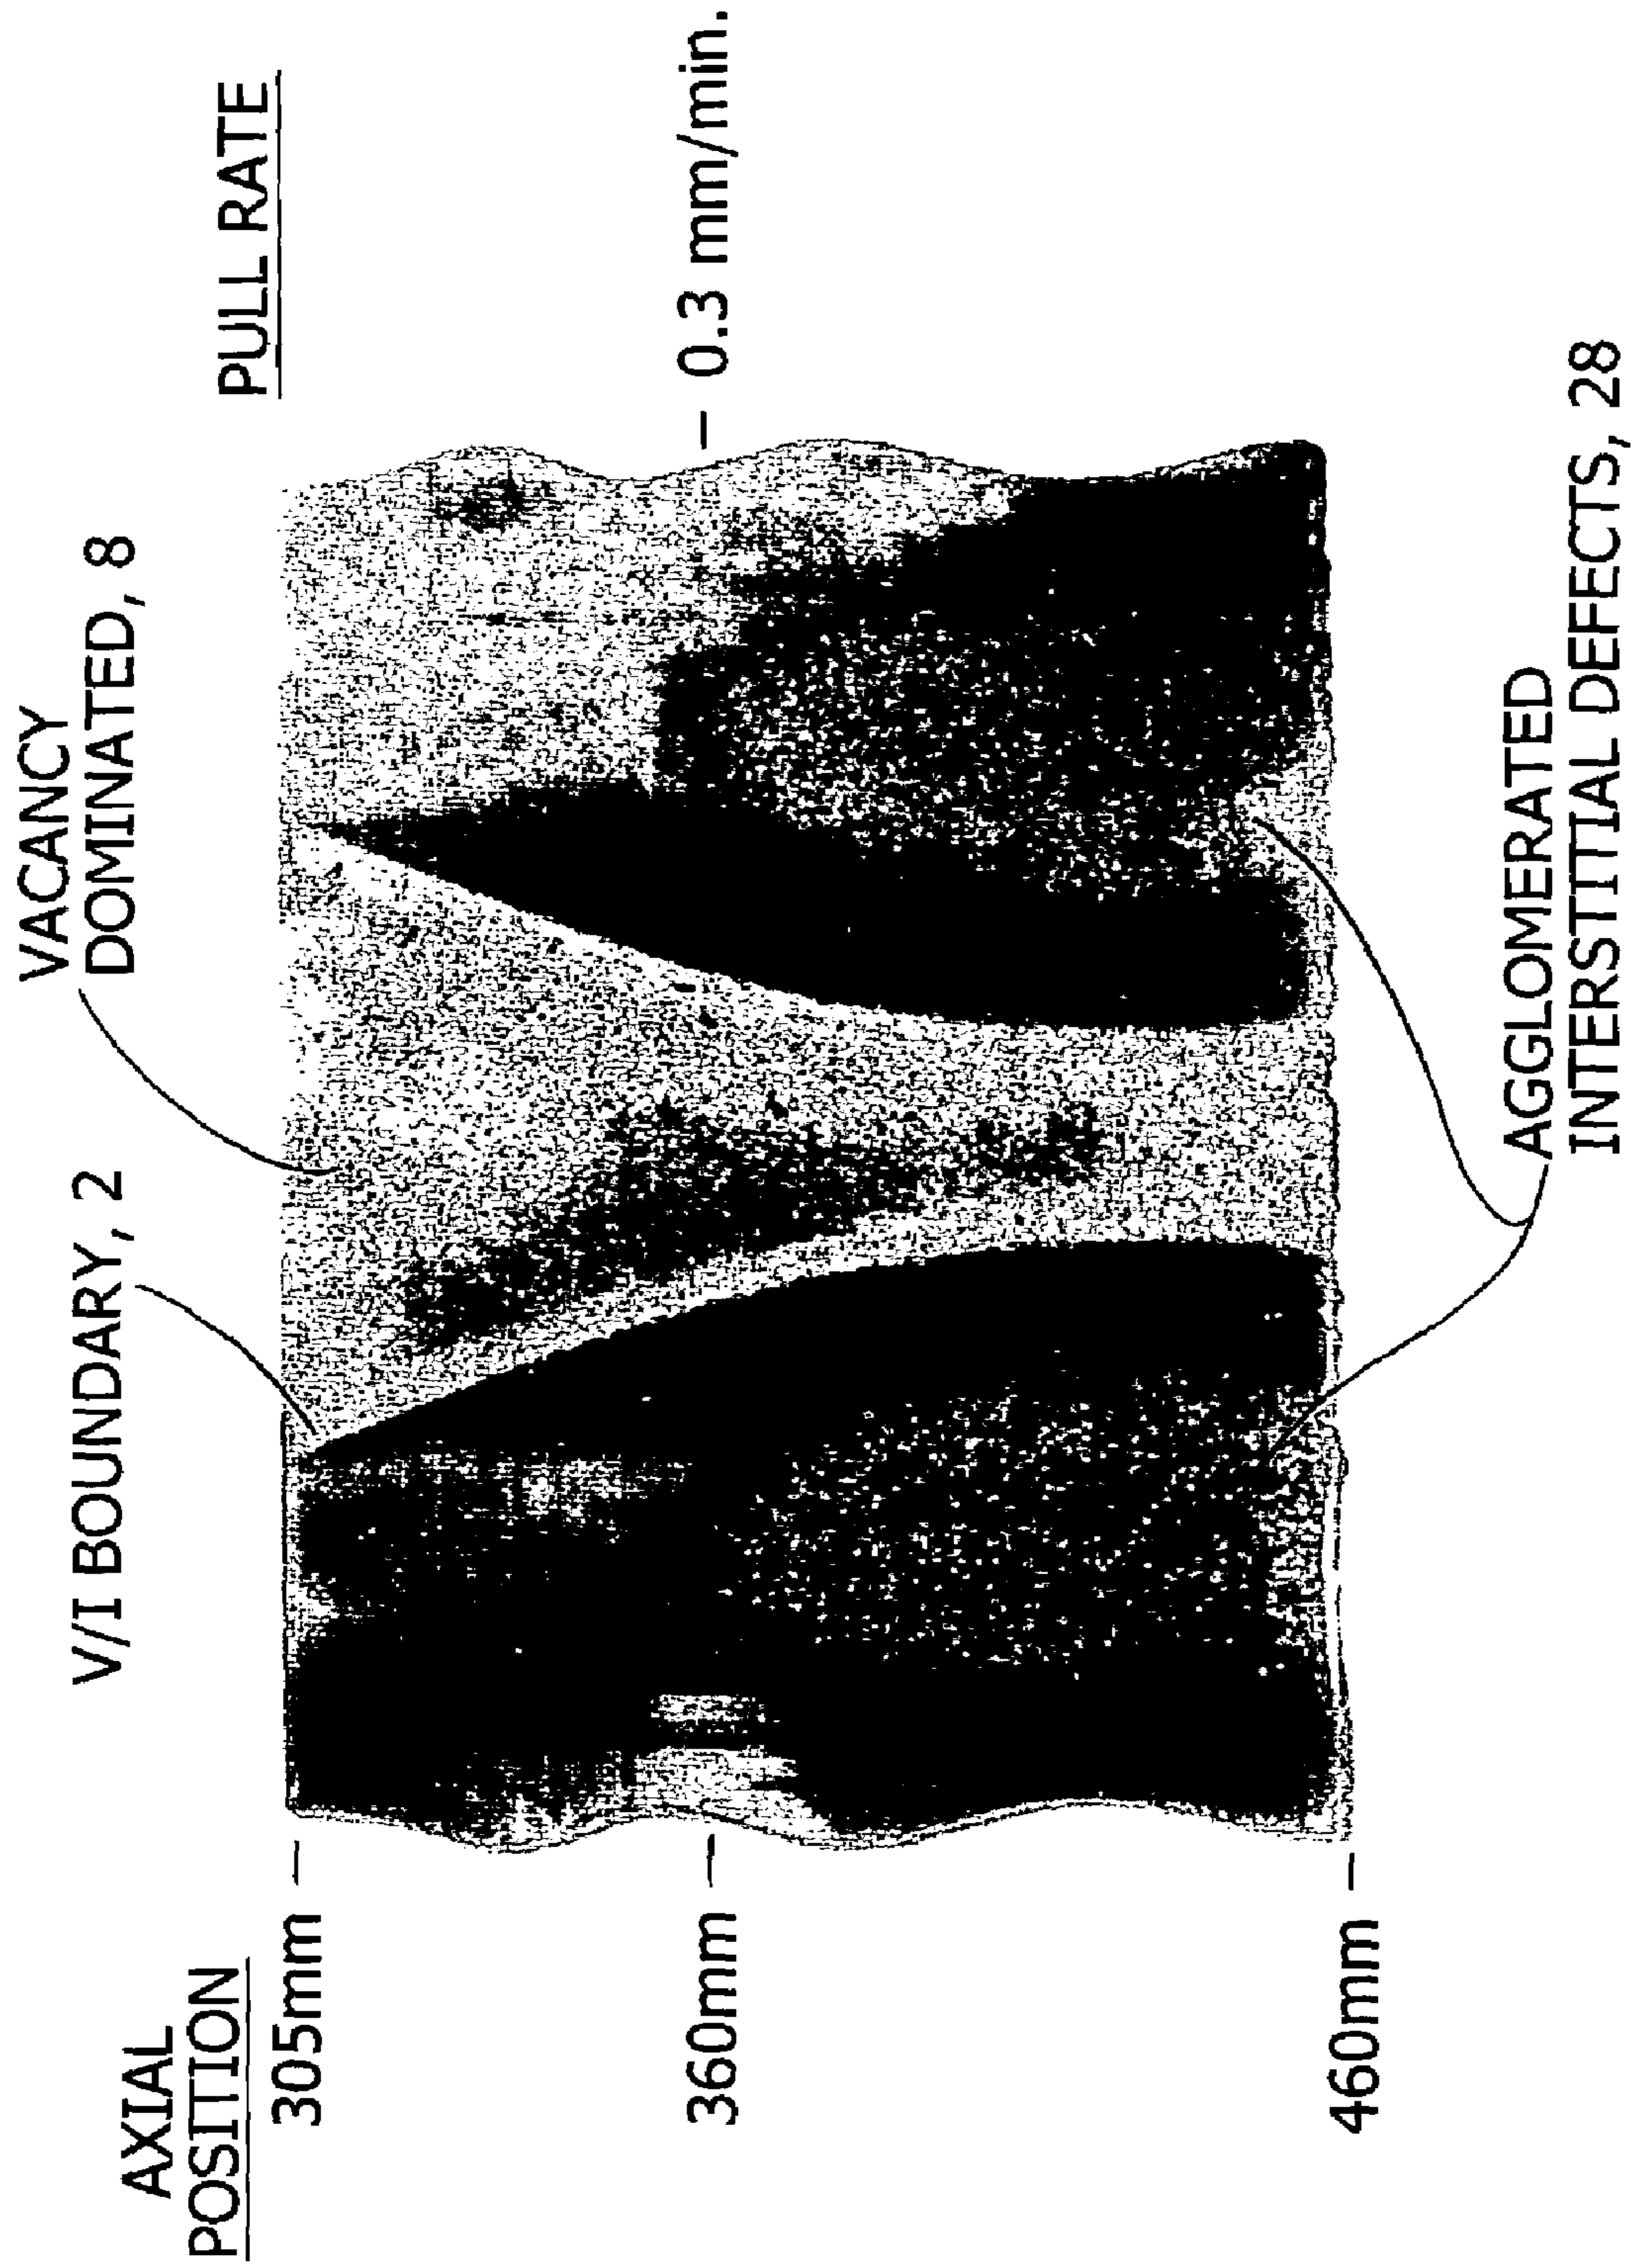 VACANCY
DOMINATED, 8
V/I BOUNDARY, 2
AXIAL
POSITION
PULL RATE
305mm
360mm
0.3 mm/min.
460mm
AGGLOMERATED
INTERSTITIAL DEFECTS, 28